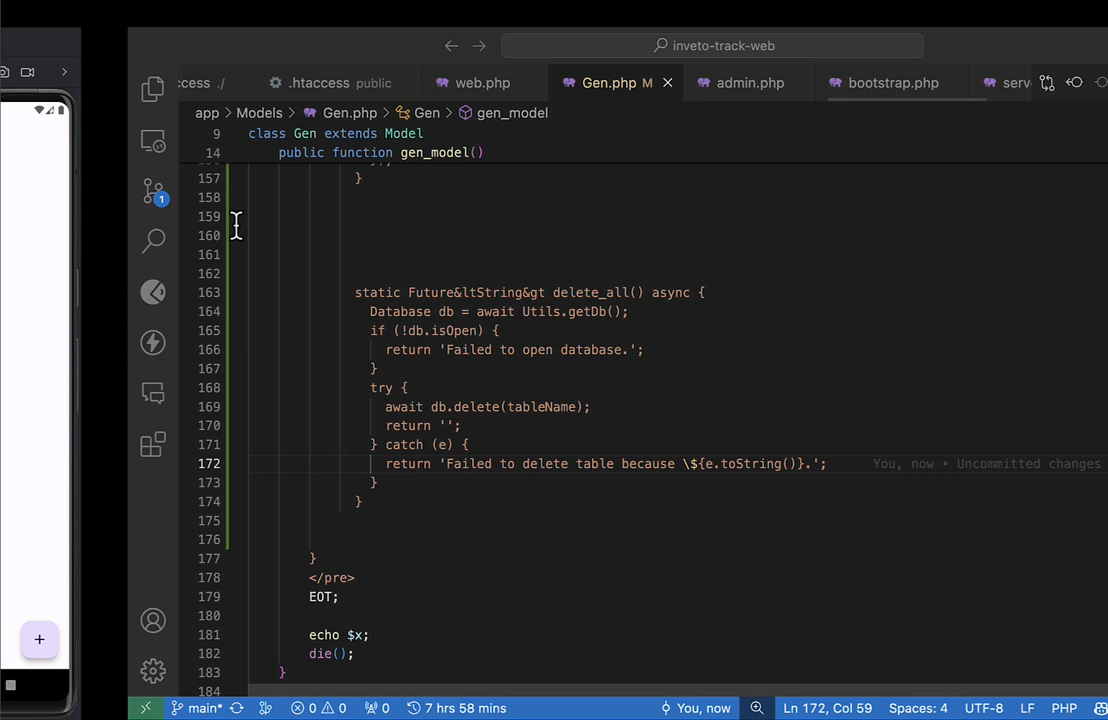 inveto-track-web
ccess ./
.htaccess public
web.php
Gen.php M
admin.php
bootstrap.php
serv
app > Models > Gen.php > Gen > gen_model
9 class Gen extends Model
14 public function gen_model()
157 }
158
159
160
161
162
163 static Future&ltString&gt delete_all() async {
164 Database db = await Utils.getDb();
165 if (!db.isOpen) {
166 return 'Failed to open database.';
167 }
168 try {
169 await db.delete(tableName);
170 return '';
171 } catch (e) {
172 return 'Failed to delete table because \${e.toString()}.'; You, now • Uncommitted changes
173 }
174 }
175
176
177 }
178 </pre>
179 EOT;
180
181 echo $x;
182 die();
183 }
184
1
+
main* 0 0 0 7 hrs 58 mins You, now Ln 172, Col 59 Spaces: 4 UTF-8 LF PHP